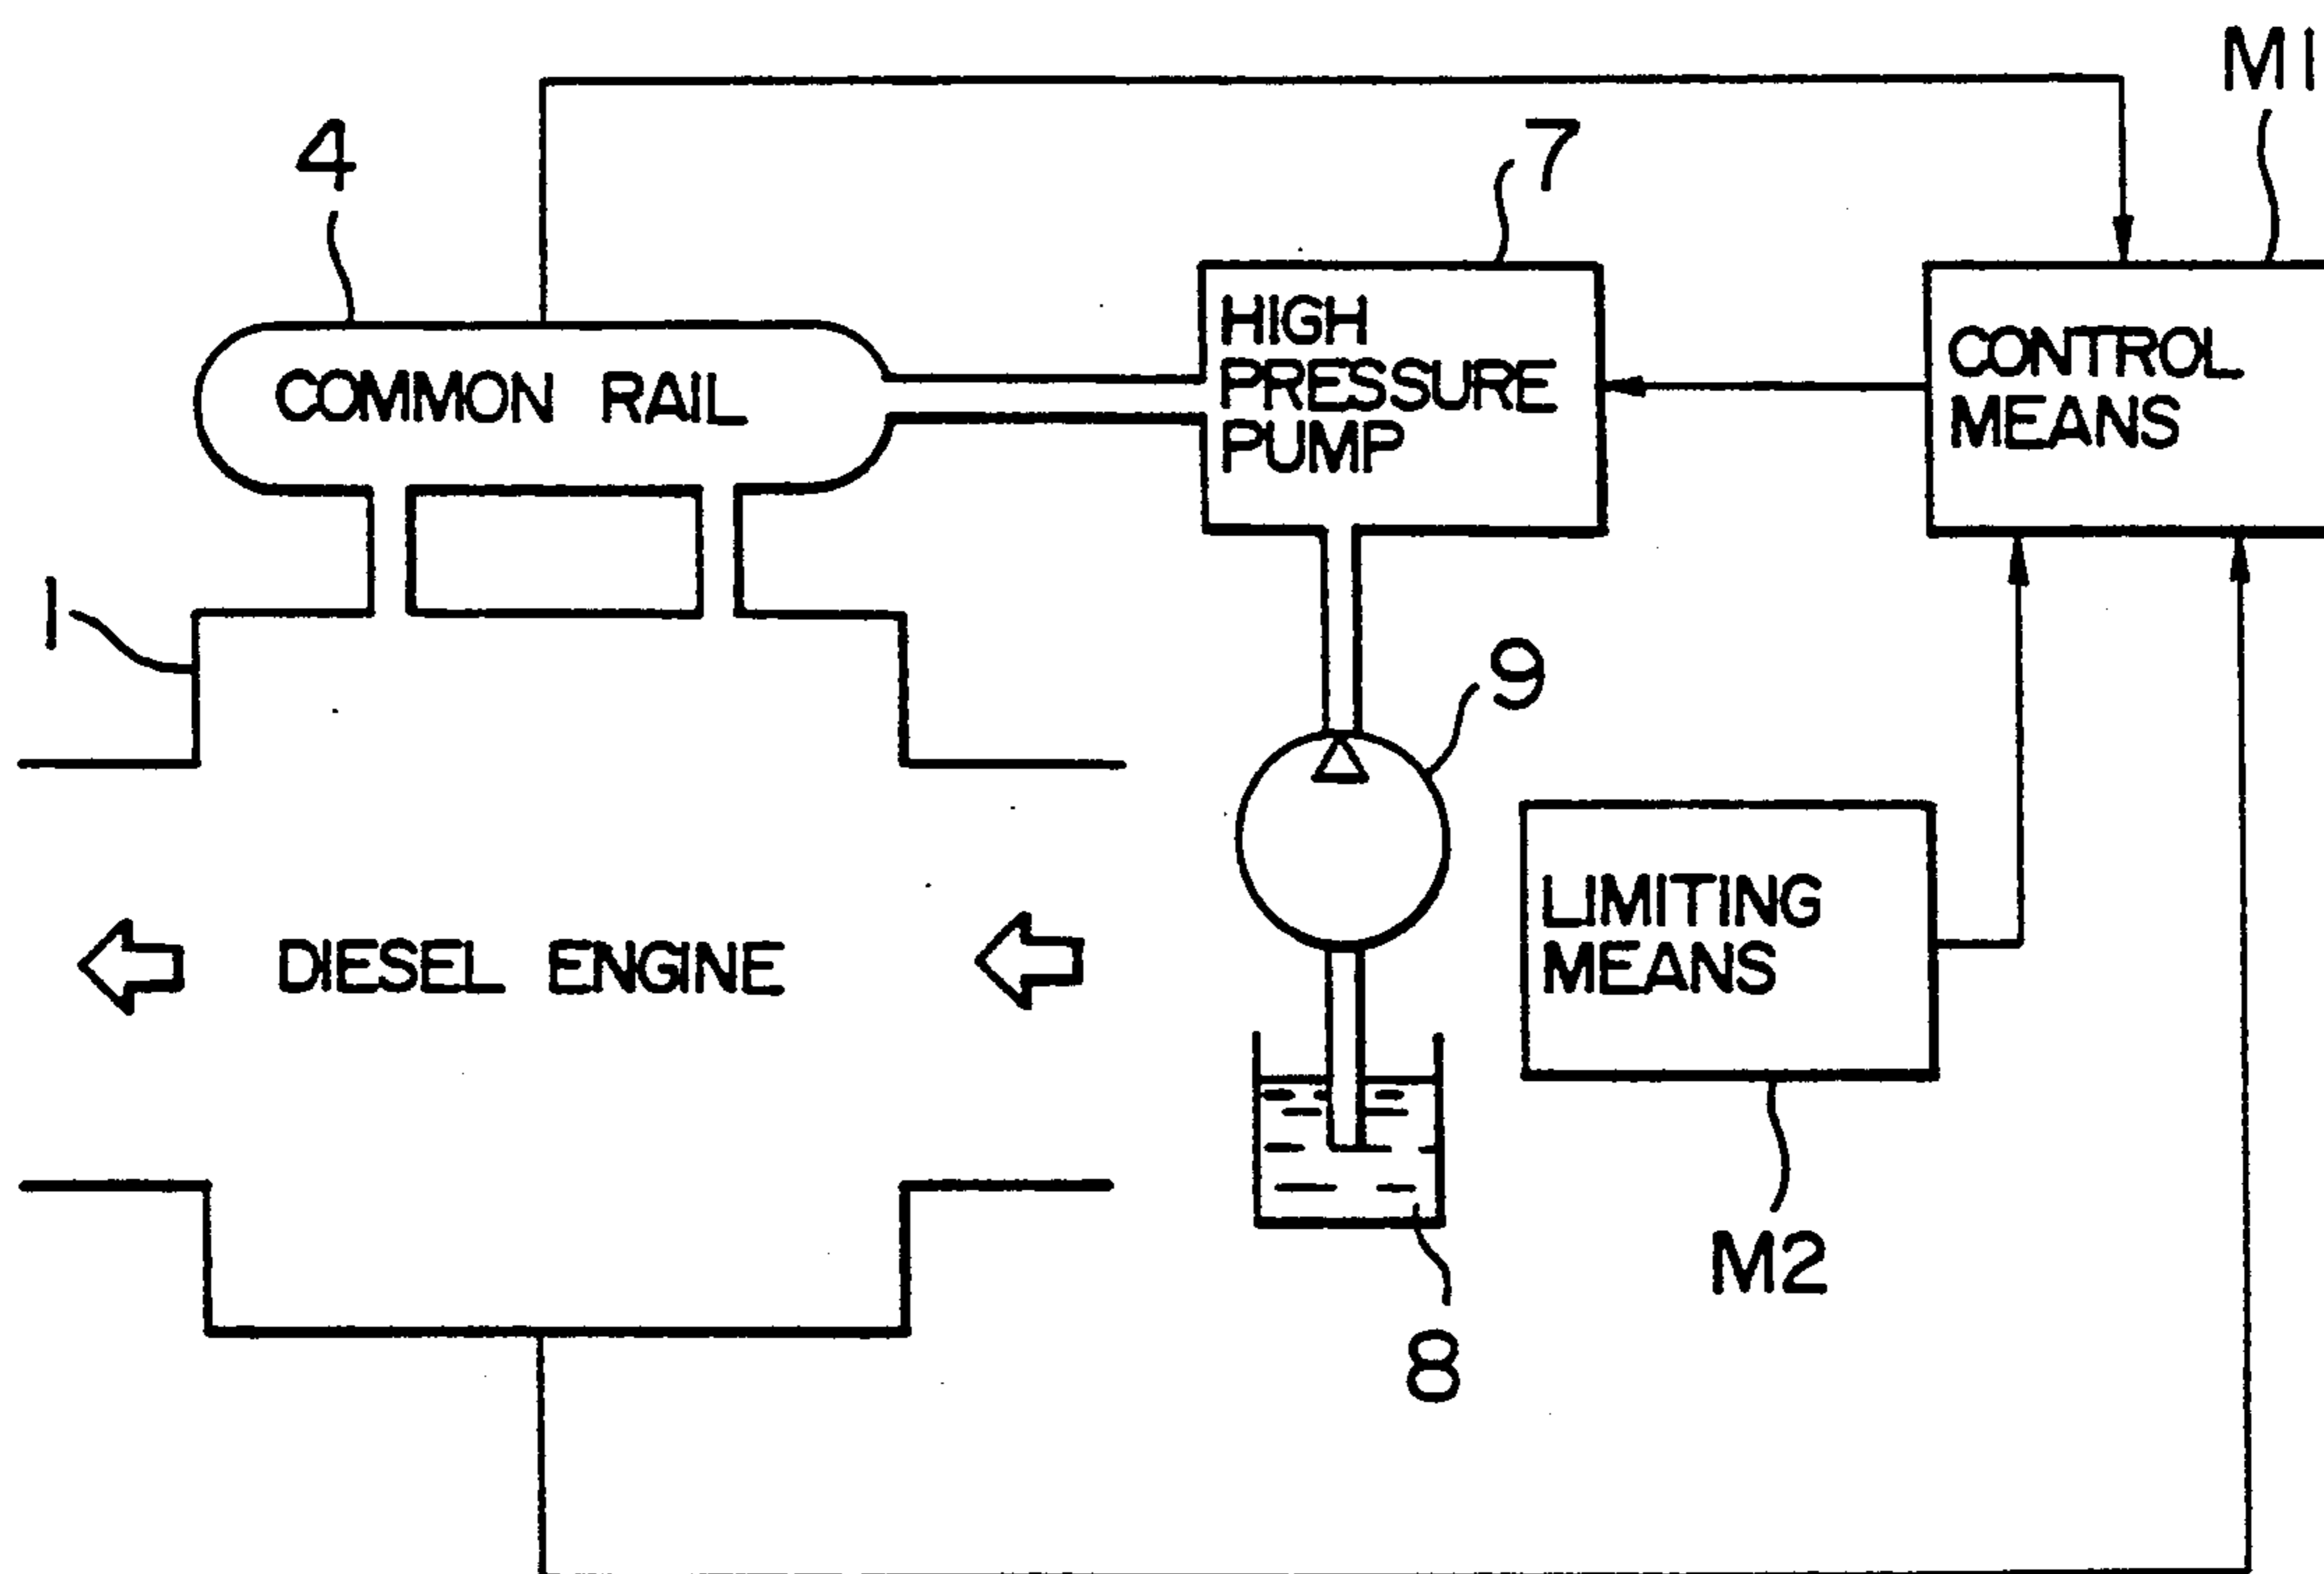 M1
4
7
HIGH
PRESSURE
PUMP
CONTROL
MEANS
COMMON RAIL
1
9
LIMITING
MEANS
DIESEL ENGINE
M2
8